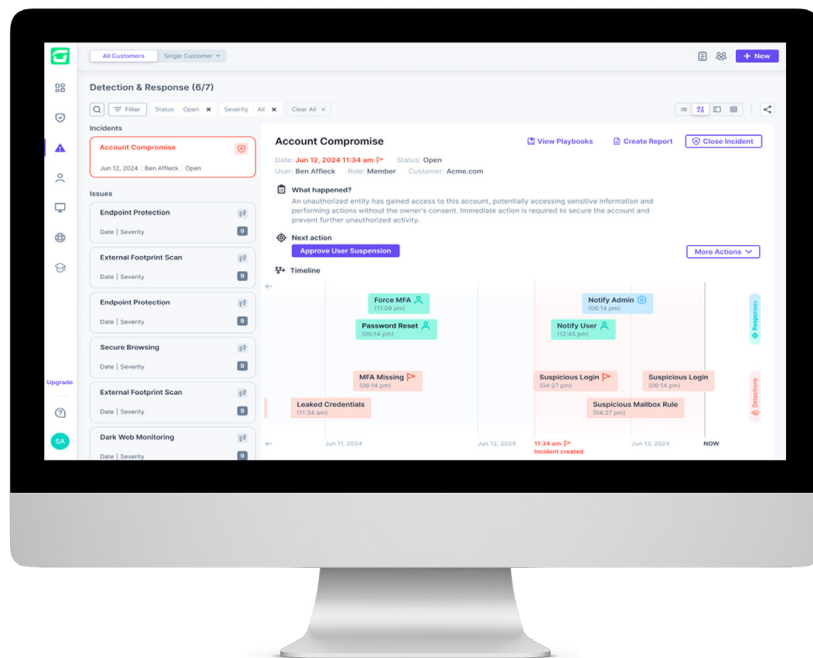 All Customers Single Customer
+ New
Detection & Response (6/7)
Filter Status Open × Severity All × Clear All ×
Incidents
Account Compromise
Jun 12, 2024 | Ben Affleck | Open
Issues
Endpoint Protection
Date | Severity 9
External Footprint Scan
Date | Severity 9
Endpoint Protection
Date | Severity 9
Secure Browsing
Date | Severity 9
External Footprint Scan
Date | Severity 9
Dark Web Monitoring
Date | Severity 9
Upgrade
SA
Account Compromise
View Playbooks Create Report Close Incident
Date: Jun 12, 2024 11:34 am Status: Open
User: Ben Affleck Role: Member Customer: Acme.com
What happened?
An unauthorized entity has gained access to this account, potentially accessing sensitive information and
performing actions without the owner's consent. Immediate action is required to secure the account and
prevent further unauthorized activity.
Next action
Approve User Suspension
More Actions
Timeline
Force MFA
(11:09 pm)
Notify Admin
(06:14 pm)
Password Reset
(06:14 pm)
Notify User
(12:45 pm)
Responses
MFA Missing
(06:14 pm)
Suspicious Login
(04:27 pm)
Suspicious Login
(06:14 pm)
Leaked Credentials
(11:34 am)
Suspicious Mailbox Rule
(04:27 pm)
Detections
Jun 11, 2024
Jun 12, 2024
11:34 am
Incident created
Jun 13, 2024
NOW